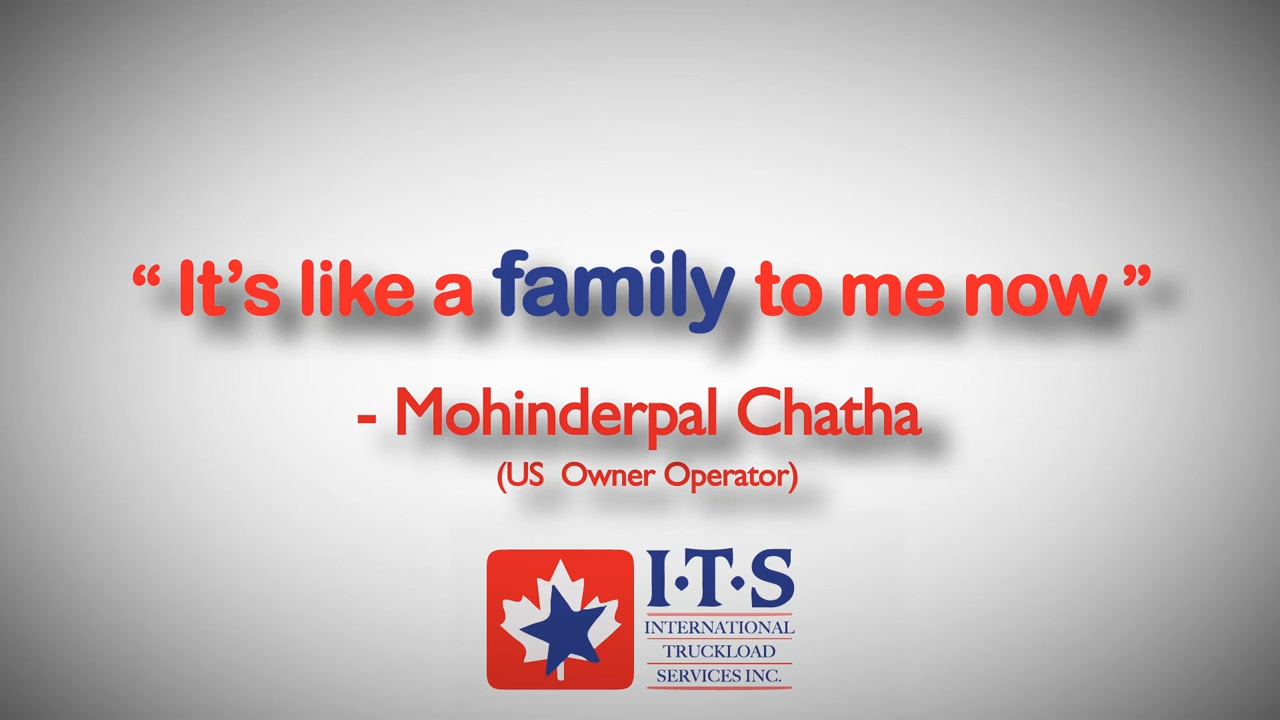 “ It’s like a family to me now ”
- Mohinderpal Chatha
(US Owner Operator)
I·T·S
INTERNATIONAL
TRUCKLOAD
SERVICES INC.